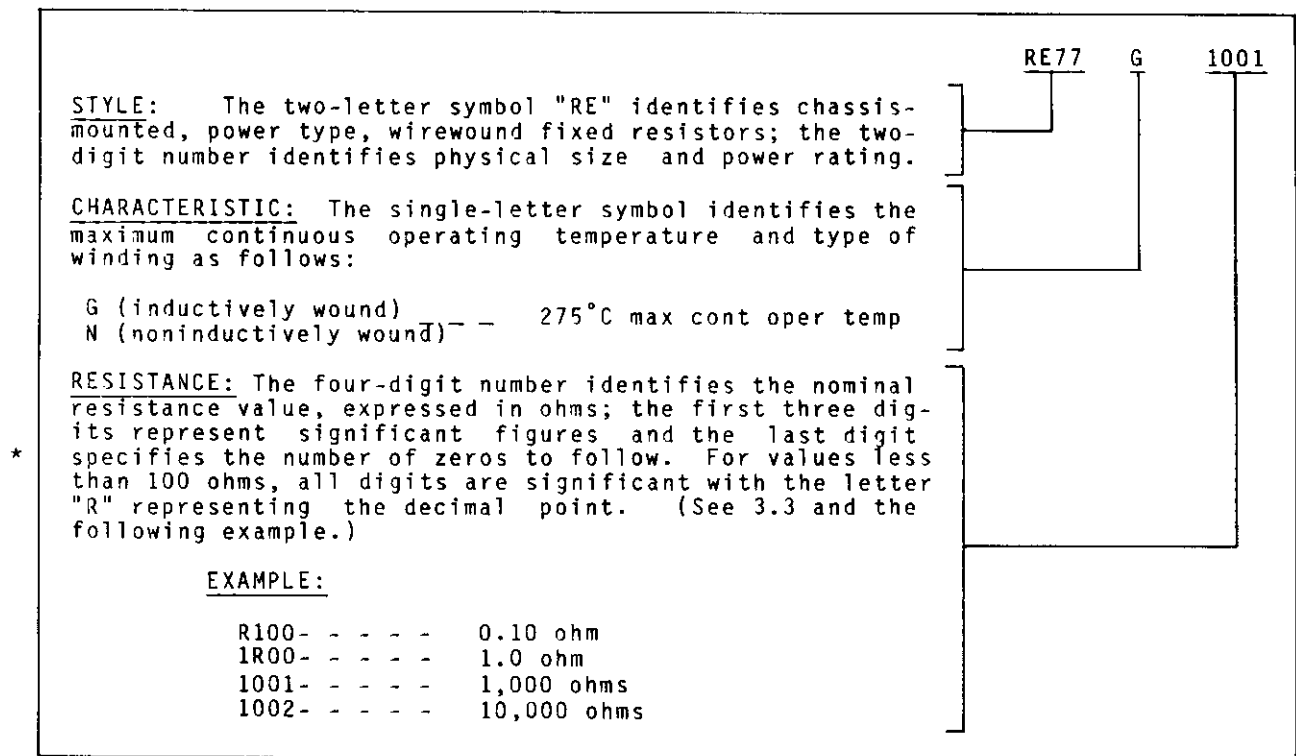 RE77 G 1001
STYLE: The two-letter symbol "RE" identifies chassis-
mounted, power type, wirewound fixed resistors; the two-
digit number identifies physical size and power rating.
CHARACTERISTIC: The single-letter symbol identifies the
maximum continuous operating temperature and type of
winding as follows:
G (inductively wound) _ _ _ 275°C max cont oper temp
N (noninductively wound)
RESISTANCE: The four-digit number identifies the nominal
resistance value, expressed in ohms; the first three dig-
its represent significant figures and the last digit
* specifies the number of zeros to follow. For values less
than 100 ohms, all digits are significant with the letter
"R" representing the decimal point. (See 3.3 and the
following example.)
EXAMPLE:
R100- - - - - 0.10 ohm
1R00- - - - - 1.0 ohm
1001- - - - - 1,000 ohms
1002- - - - - 10,000 ohms